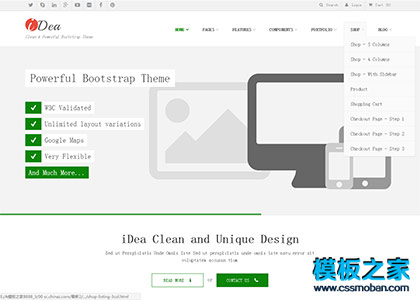 Login
Cart (0)
iDea
Clean & Powerful Bootstrap Theme
HOME PAGES FEATURES COMPONENTS PORTFOLIO SHOP BLOG
Shop - 3 Columns
Shop - 4 Columns
Shop - With Sidebar
Product
Shopping Cart
Checkout Page - Step 1
Checkout Page - Step 2
Checkout Page - Step 3
Powerful Bootstrap Theme
W3C Validated
Unlimited layout variations
Google Maps
Very Flexible
And Much More...
iDea Clean and Unique Design
Sed ut Perspiciatis Unde Omnis Iste Sed ut perspiciatis unde omnis iste natu error sit
voluptatem accusan tium
READ MORE or CONTACT US
模板之家
www.cssmoban.com